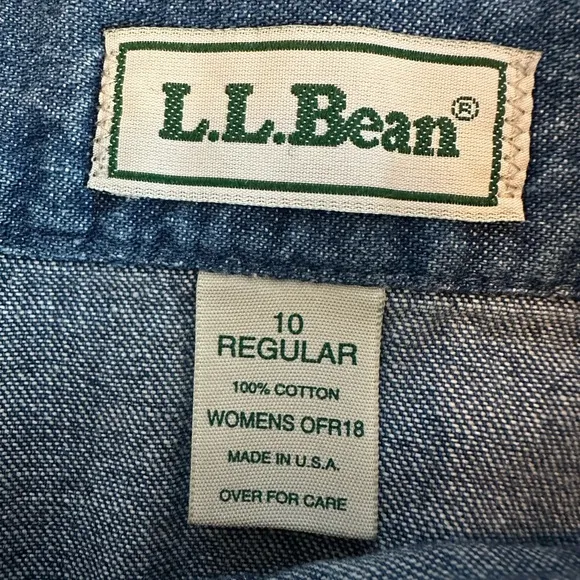 L.L.Bean®
10
REGULAR
100% COTTON
WOMENS OFR18
MADE IN U.S.A.
OVER FOR CARE